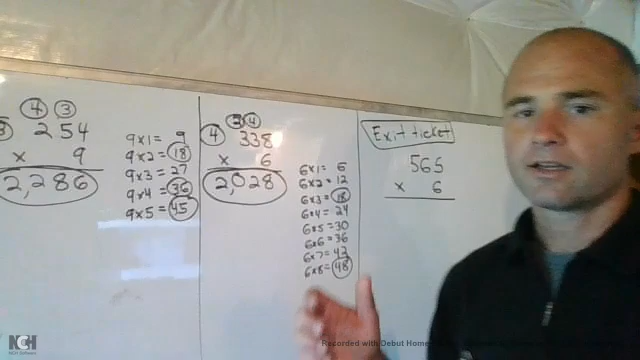 4 3
254
x 9
2,286
9x1= 9
9x2= 18
9x3= 27
9x4= 36
9x5= 45
3 4
4 338
x 6
2,028
6x1= 6
6x2= 12
6x3= 18
6x4= 24
6x5= 30
6x6= 36
6x7= 42
6x8= 48
Exit ticket
565
x 6
NCH
NCH Software
Recorded with Debut Home